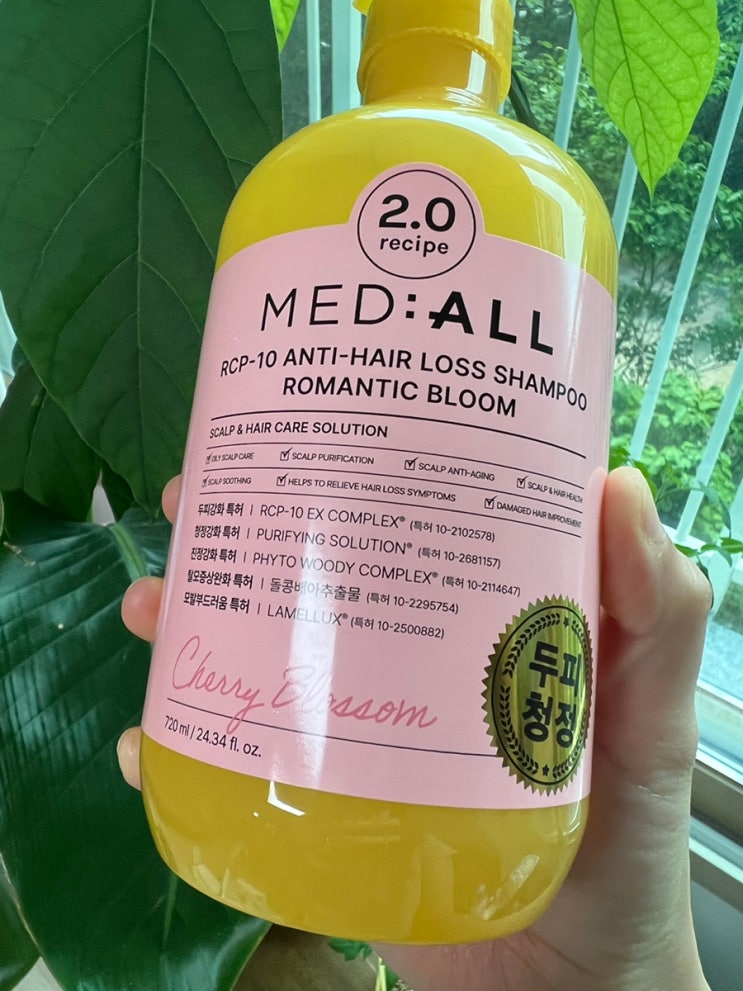 2.0
recipe
MED:ALL
RCP-10 ANTI-HAIR LOSS SHAMPOO
ROMANTIC BLOOM
SCALP & HAIR CARE SOLUTION
OILY SCALP CARE SCALP PURIFICATION SCALP ANTI-AGING SCALP & HAIR HEALTH
SCALP SOOTHING HELPS TO RELIEVE HAIR LOSS SYMPTOMS DAMAGED HAIR IMPROVEMENT
두피강화 특허 | RCP-10 EX COMPLEX® (특허 10-2102578)
청정강화 특허 | PURIFYING SOLUTION® (특허 10-2681157)
진정강화 특허 | PHYTO WOODY COMPLEX® (특허 10-2114647)
탈모증상완화 특허 | 돌콩배아추출물 (특허 10-2295754)
모발부드러움 특허 | LAMELLUX® (특허 10-2500882)
두피
청정
Cherry Blossom
720 ml / 24.34 fl. oz.